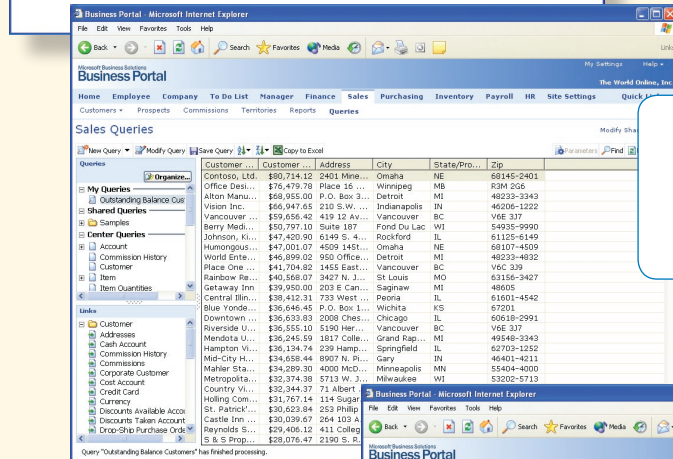 Business Portal - Microsoft Internet Explorer
File Edit View Favorites Tools Help
Back Search Favorites Media Links
Microsoft Business Solutions
Business Portal
My Settings Help
The World Online, Inc
Home Employee Company To Do List Manager Finance Sales Purchasing Inventory Payroll HR Site Settings Quick
Customers Prospects Commissions Territories Reports Queries
Sales Queries
Modify Sha
New Query Modify Query Save Query Copy to Excel Parameters Find
Queries
Organize...
My Queries
Outstanding Balance Cus
Shared Queries
Samples
Center Queries
Account
Commission History
Customer
Item
Item Quantities
Links
Customer
Addresses
Cash Account
Commission History
Commissions
Corporate Customer
Cost Account
Credit Card
Currency
Discounts Available Accou
Discounts Taken Account
Drop-Ship Purchase Orde
Customer ... Customer ... Address City State/Pro... Zip
Contoso, Ltd. $80,714.12 2401 Mine... Omaha NE 68145-2401
Office Desi... $76,479.78 Place 16 ... Winnipeg MB R3M 2G6
Alton Manu... $68,955.00 P.O. Box 3... Detroit MI 48233-3343
Vision Inc. $66,947.65 210 S.W. ... Indianapolis IN 46206-1222
Vancouver ... $59,656.42 419 12 Av... Vancouver BC V6E 3J7
Berry Medi... $50,797.10 Suite 187 Fond Du Lac WI 54935-9990
Johnson, Ki... $47,420.90 6149 S. 4... Rockford IL 61125-6149
Humongous... $47,001.07 4509 145t... Omaha NE 68107-4509
World Ente... $46,899.02 950 Office... Detroit MI 48233-4832
Place One ... $41,704.82 1455 East... Vancouver BC V6C 3J9
Rainbow Re... $40,568.07 3427 N. J... St Louis MO 63156-3427
Getaway Inn $39,950.00 203 E Can... Saginaw MI 48605
Central Illin... $38,412.31 733 West ... Peoria IL 61601-4542
Blue Yonde... $36,646.45 P.O. Box 1... Wichita KS 67201
Downtown ... $36,633.83 2008 Ches... Chicago IL 60618-2991
Riverside U... $36,555.10 5190 Her... Vancouver BC V6E 3J7
Mendota U... $36,245.59 1817 Colle... Grand Rap... MI 49548-3343
Hampton Vi... $36,134.74 239 Hamp... Springfield IL 62703-1252
Mid-City H... $34,658.44 8907 N. Pi... Gary IN 46401-4211
Mahler Sta... $34,289.30 4000 McD... Minneapolis MN 55404-4000
Metropolita... $32,374.38 5713 W. J... Milwaukee WI 53202-5713
Country Vi... $32,344.37 71 Albert
Holling Com... $31,767.14 114 Sugar
St. Patrick'... $30,623.84 253 Phillip
Castle Inn ... $30,039.67 264 103 A
Reynolds S... $29,406.12 411 Colleg
S & S Prop... $28,076.47 2190 S. R
Query "Outstanding Balance Customers" has finished processing.
Business Portal - Microsoft Internet Explorer
File Edit View Favorites Tools Help
Back Search Favorites Media
Microsoft Business Solutions
Business Portal